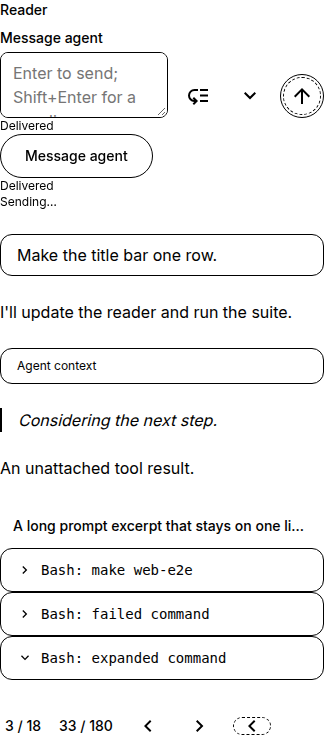 Reader
Message agent
Enter to send;
Shift+Enter for a
Delivered
Message agent
Delivered
Sending...
Make the title bar one row.
I'll update the reader and run the suite.
Agent context
Considering the next step.
An unattached tool result.
A long prompt excerpt that stays on one li...
Bash: make web-e2e
Bash: failed command
Bash: expanded command
3 / 18 33 / 180